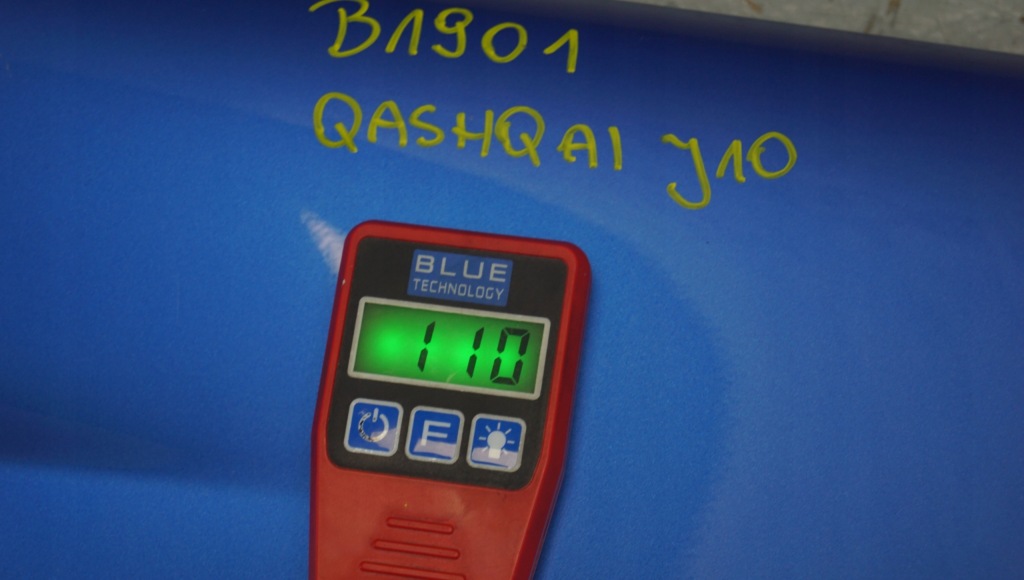 B1901
QASHQAI J10
BLUE
TECHNOLOGY
110
F